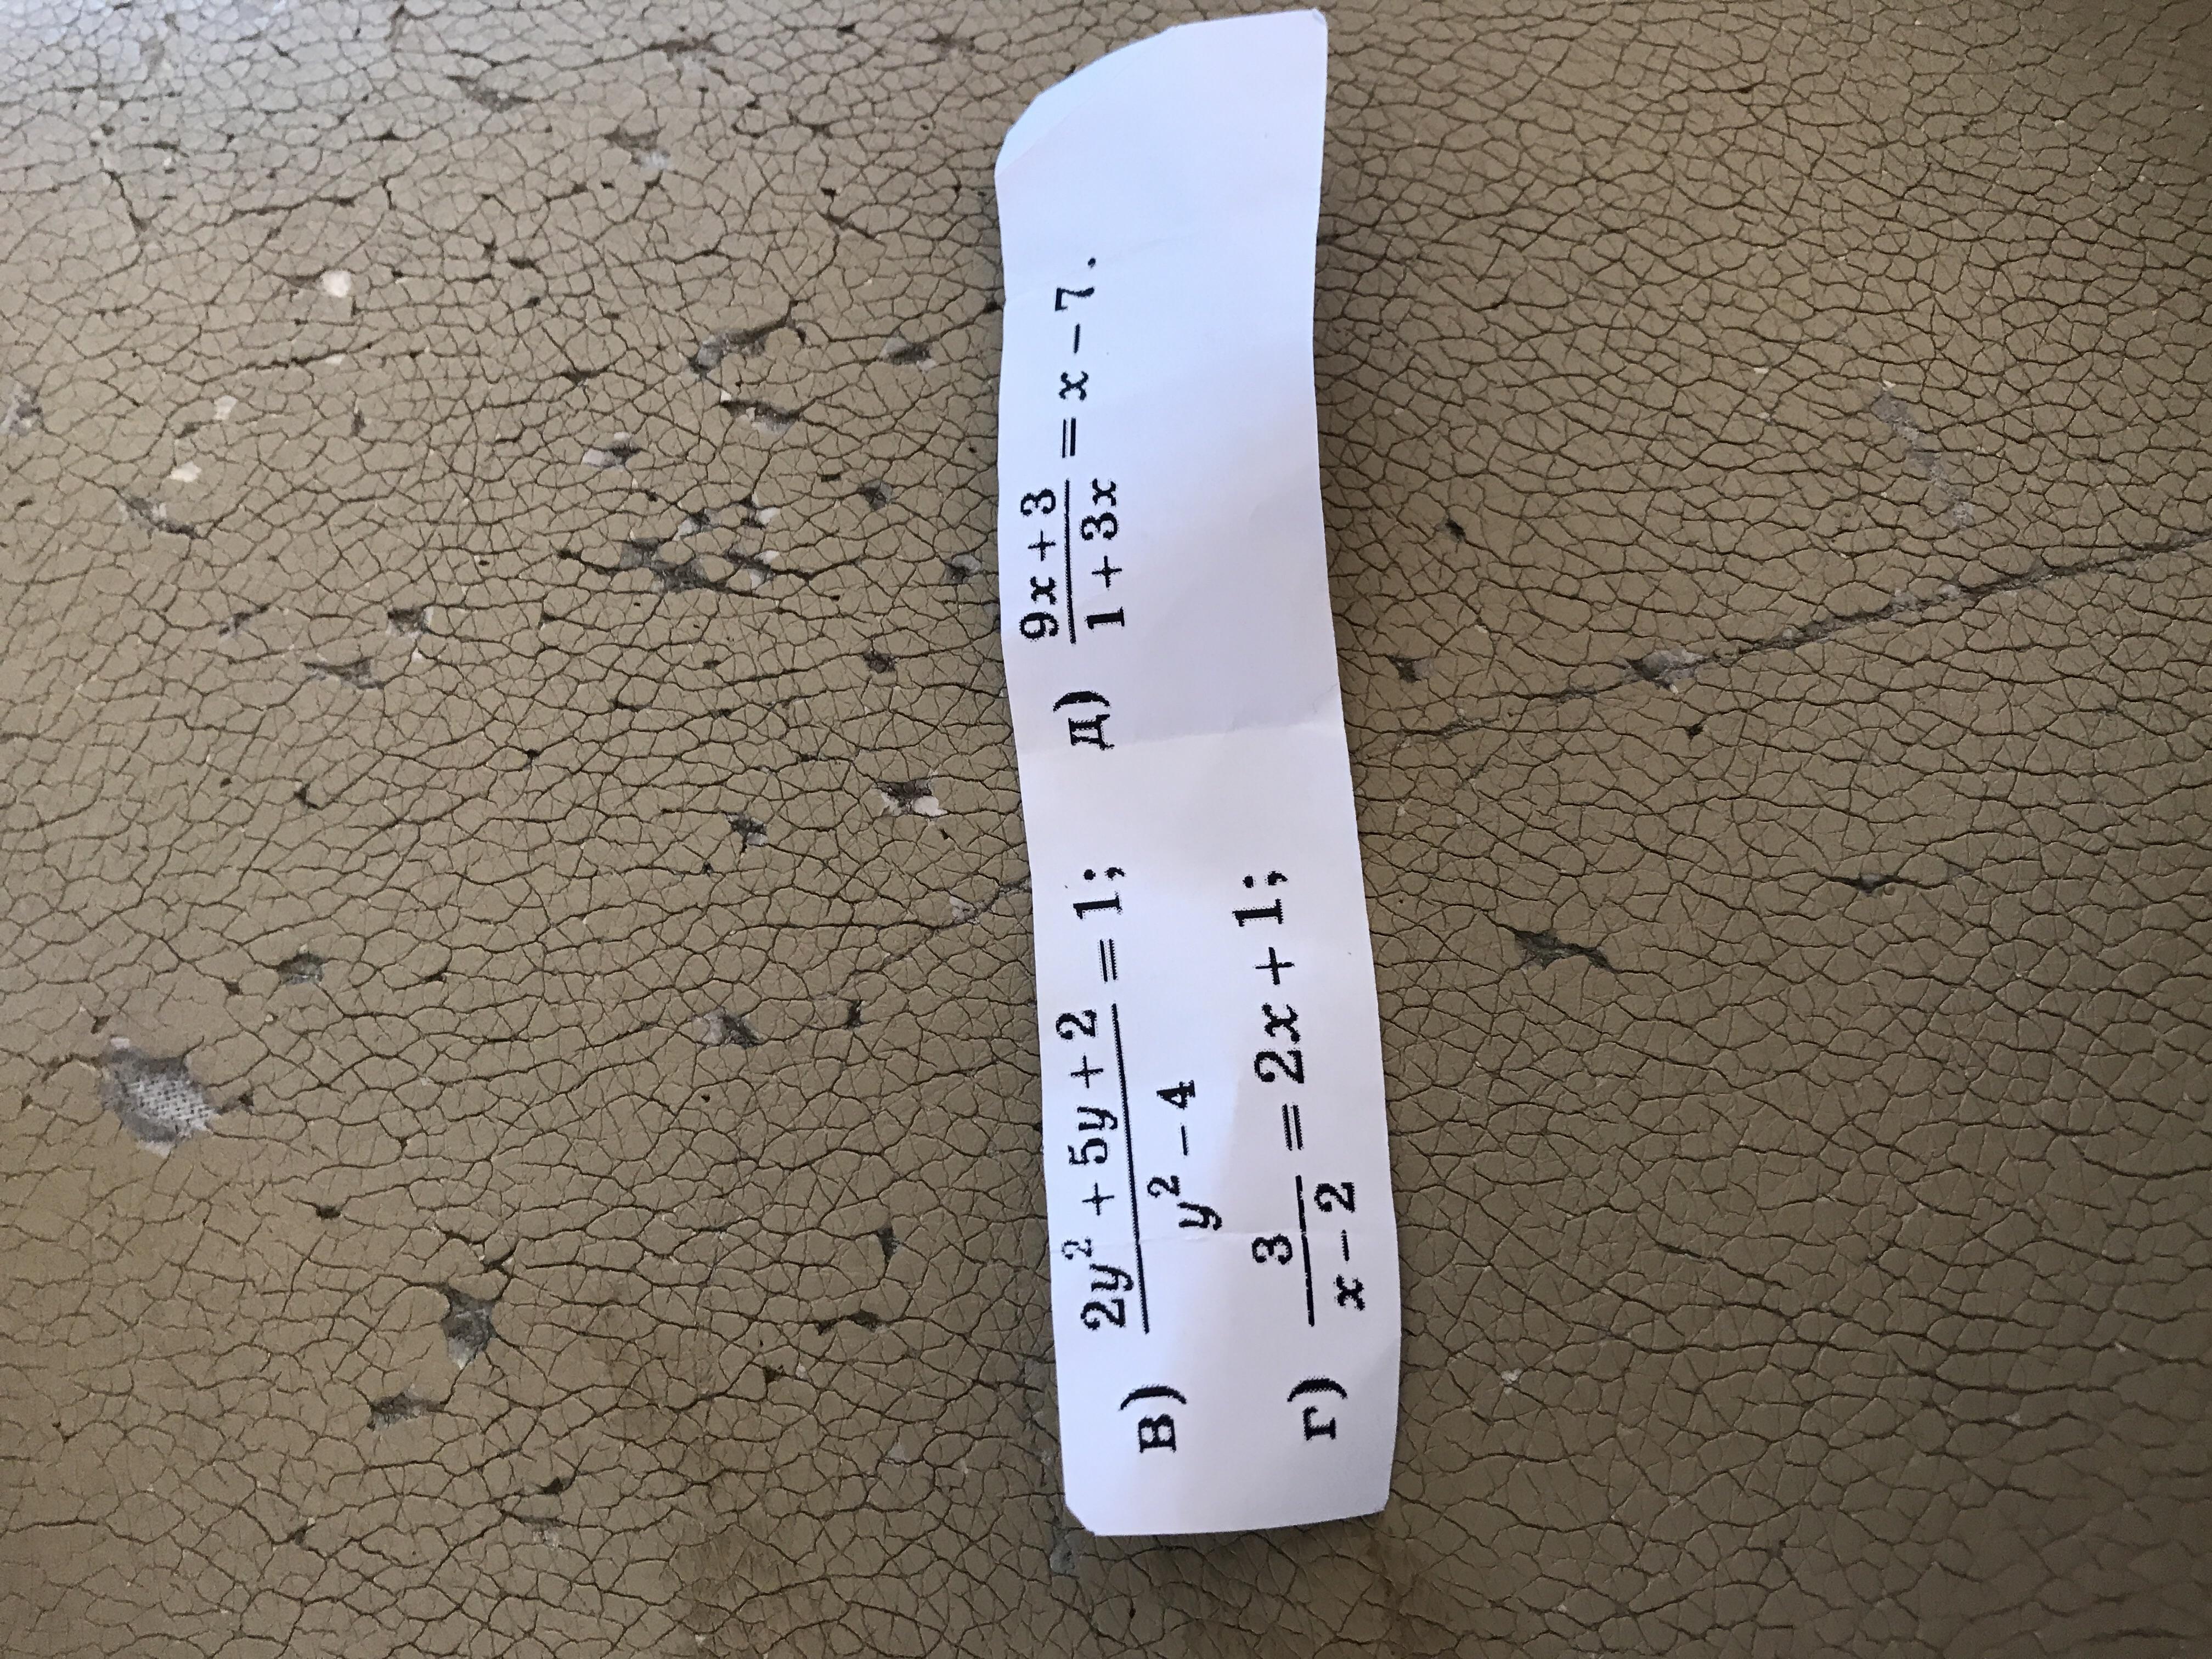 в) (2y² + 5y + 2)/(y² − 4) = 1;
г) 3/(x − 2) = 2x + 1;
д) (9x + 3)/(1 + 3x) = x − 7.